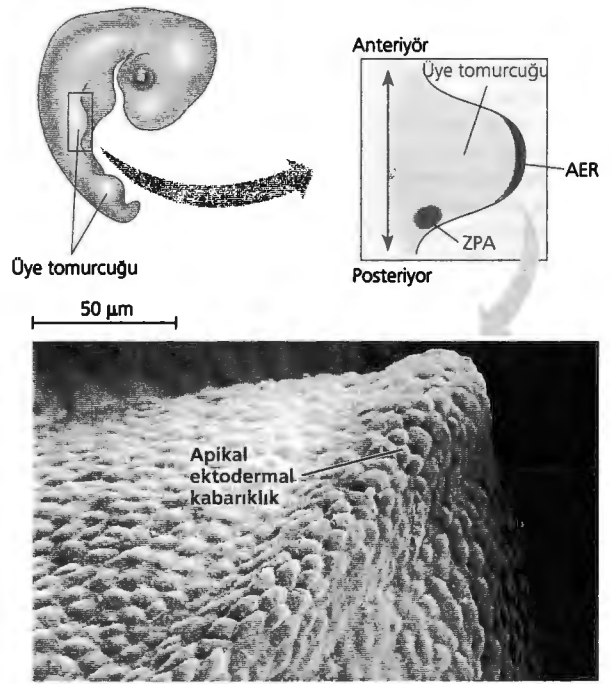 Anteriyör
Üye tomurcuğu
AER
ZPA
Posteriyor
Üye tomurcuğu
50 µm
Apikal
ektodermal
kabarıklık